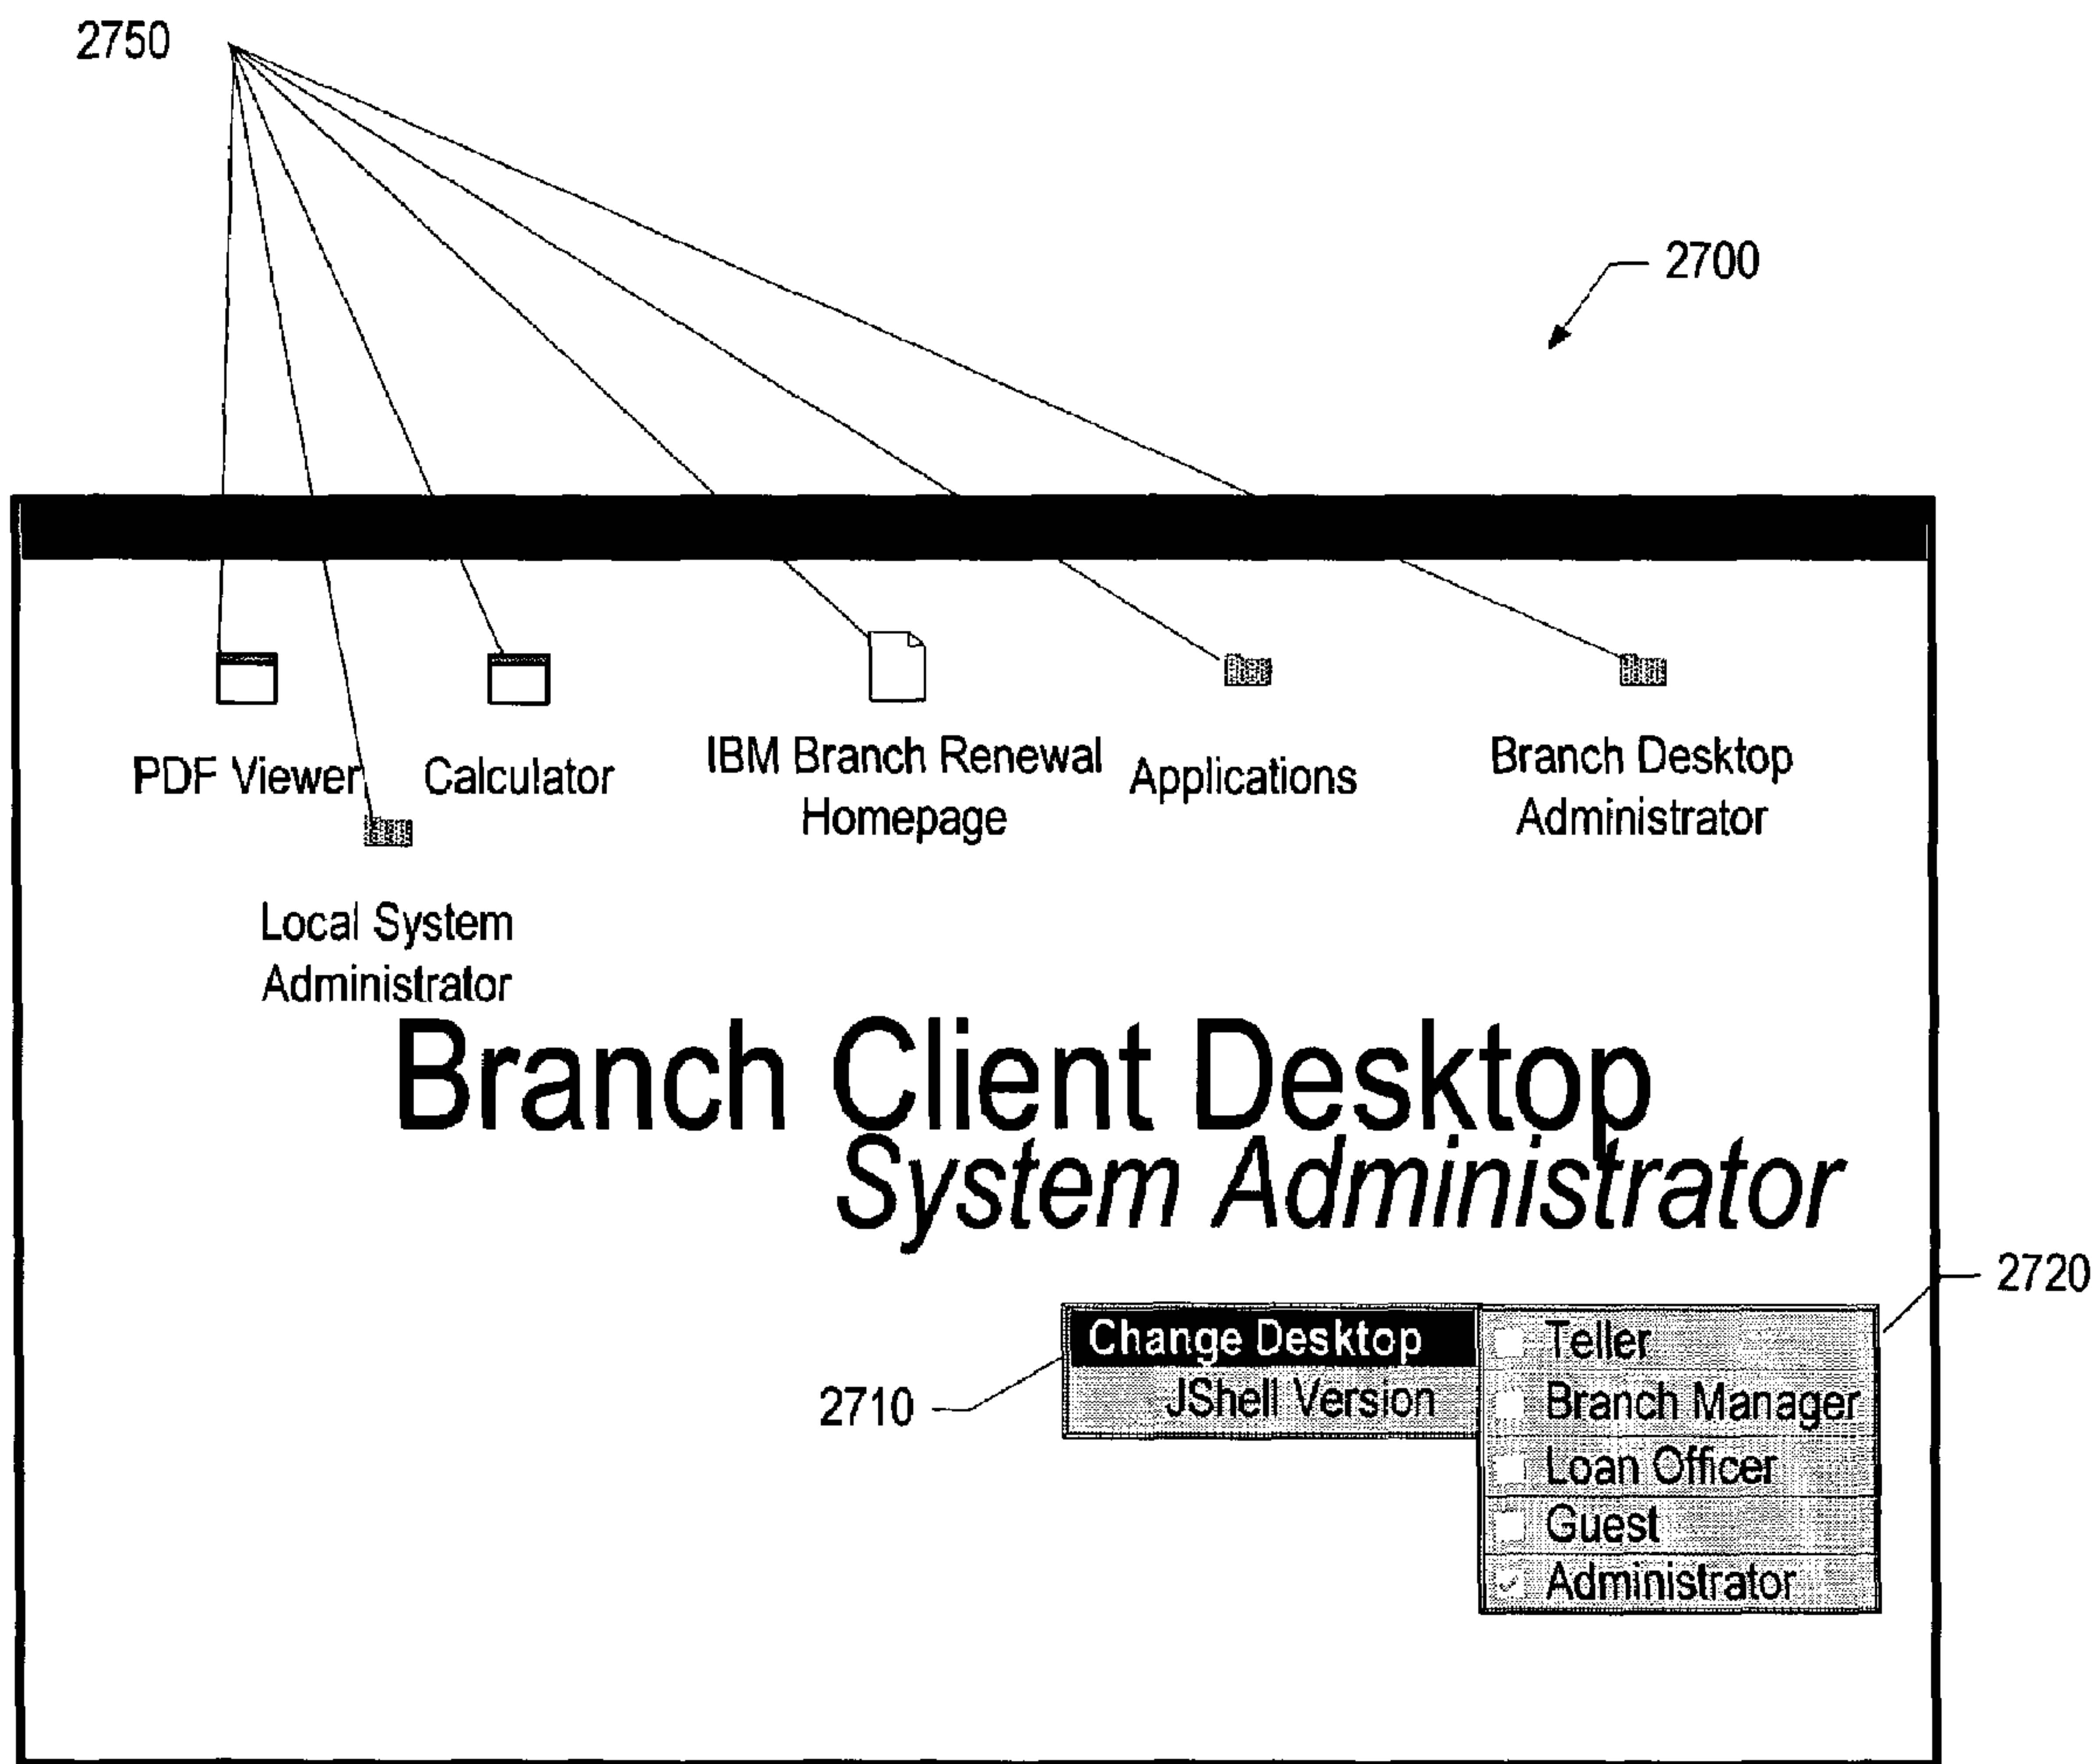 2750
2700
PDF Viewer
Calculator
IBM Branch Renewal
Homepage
Applications
Branch Desktop
Administrator
Local System
Administrator
Branch Client Desktop
System Administrator
2720
Change Desktop
JShell Version
2710
Teller
Branch Manager
Loan Officer
Guest
Administrator